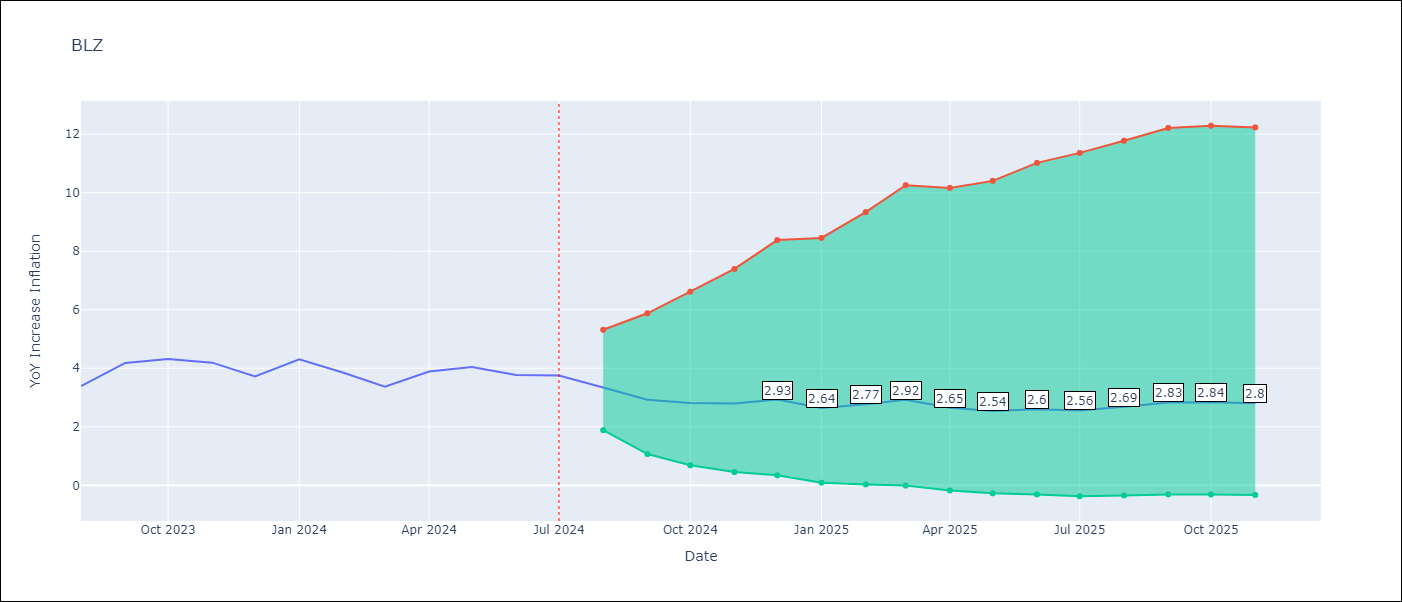 BLZ
YoY Increase Inflation
12
10
8
6
4
2
0
2.93
2.64
2.77
2.92
2.65
2.54
2.6
2.56
2.69
2.83
2.84
2.8
Oct 2023
Jan 2024
Apr 2024
Jul 2024
Oct 2024
Jan 2025
Apr 2025
Jul 2025
Oct 2025
Date